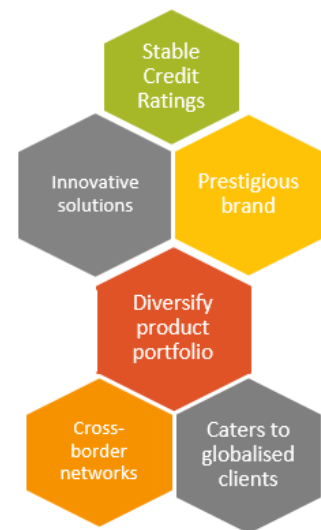 Stable
Credit
Ratings
Innovative
solutions
Prestigious
brand
Diversify
product
portfolio
Cross-
border
networks
Caters to
globalised
clients